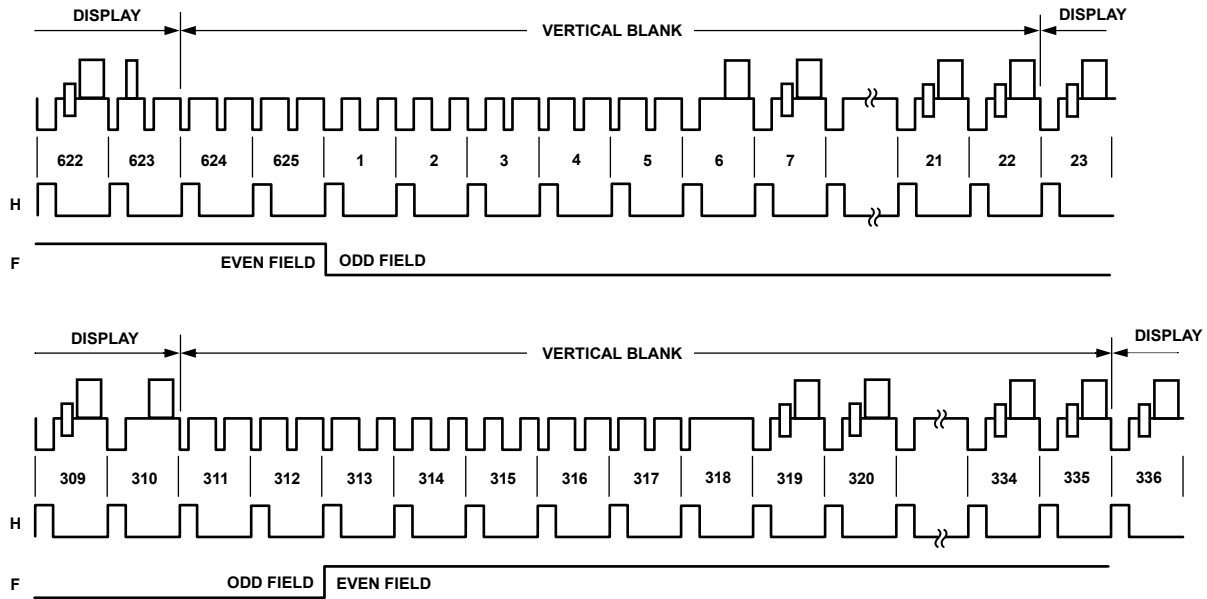 DISPLAY VERTICAL BLANK DISPLAY
622 623 624 625 1 2 3 4 5 6 7 21 22 23
H
F EVEN FIELD ODD FIELD
DISPLAY VERTICAL BLANK DISPLAY
309 310 311 312 313 314 315 316 317 318 319 320 334 335 336
H
F ODD FIELD EVEN FIELD